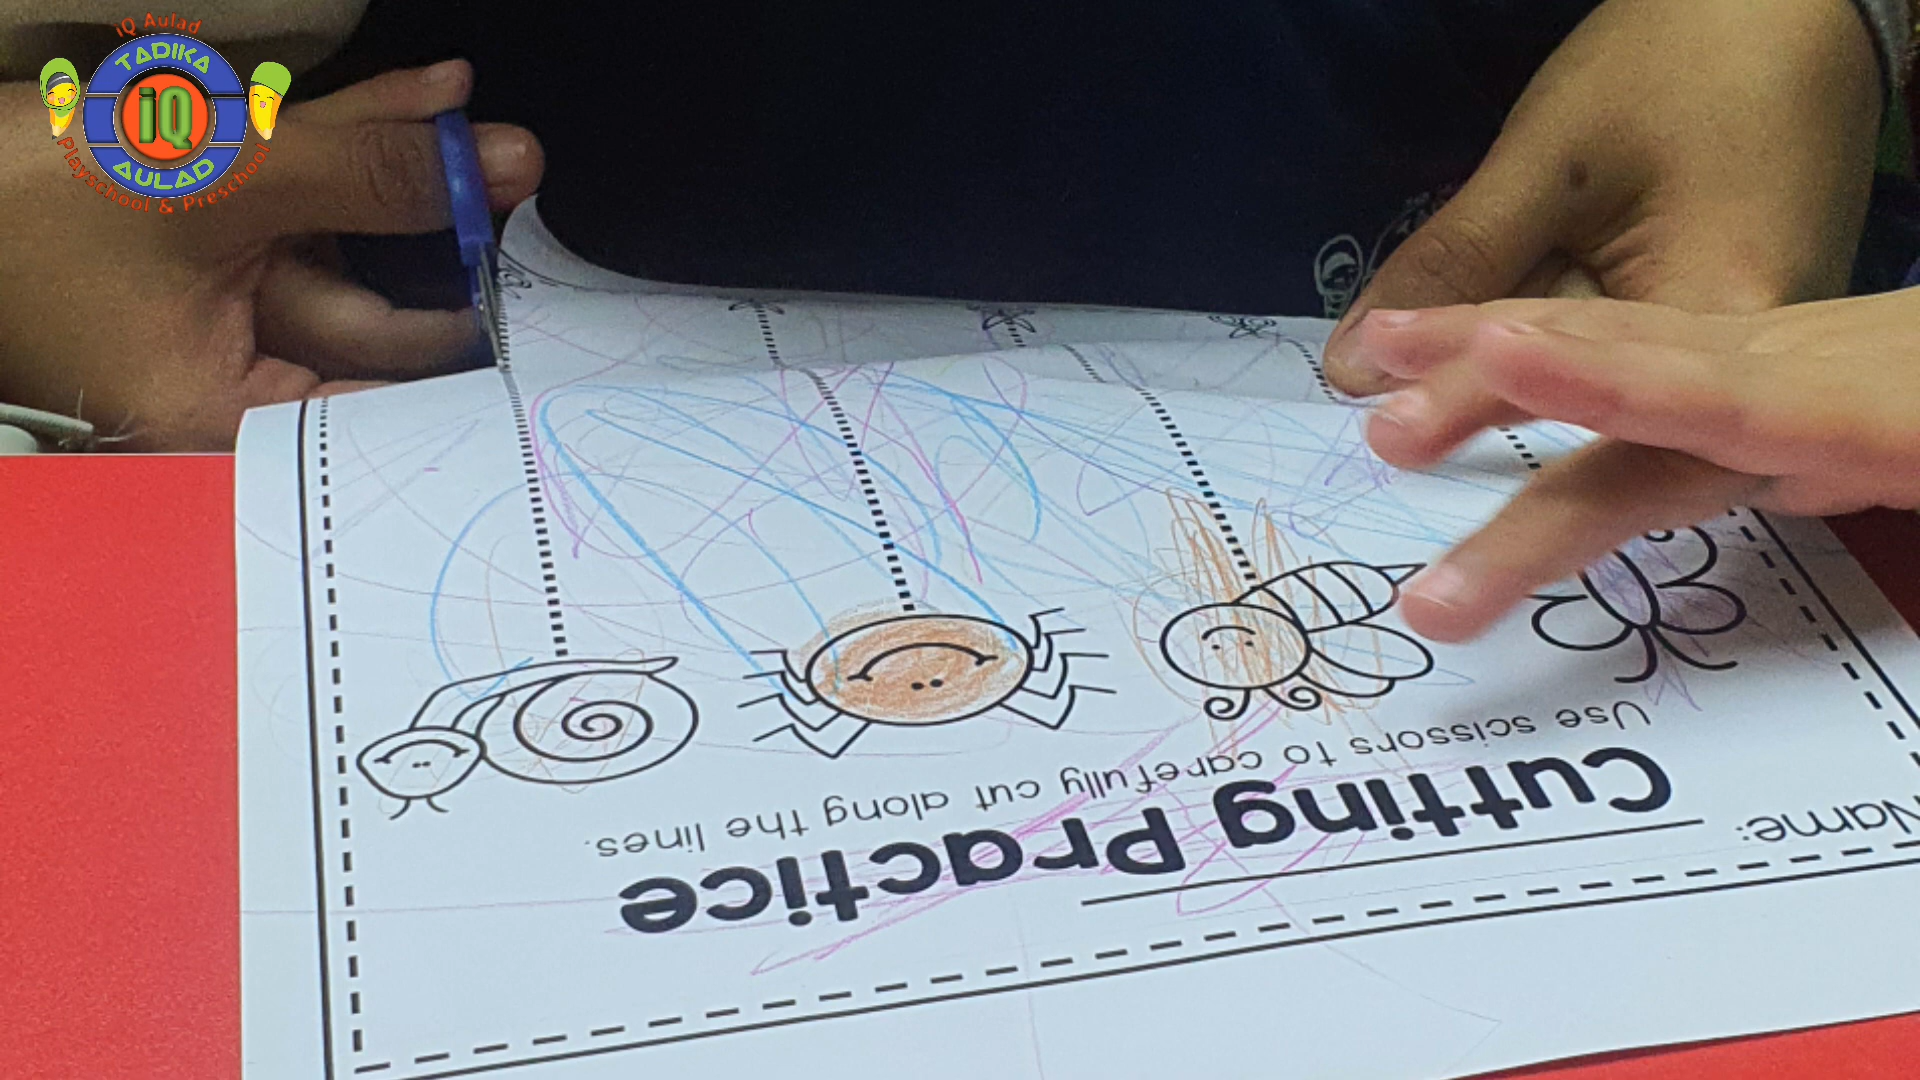 iQ Aulad
TADIKA
iQ
AULAD
Playschool & Preschool
Name:
Cutting Practice
Use scissors to carefully cut along the lines.